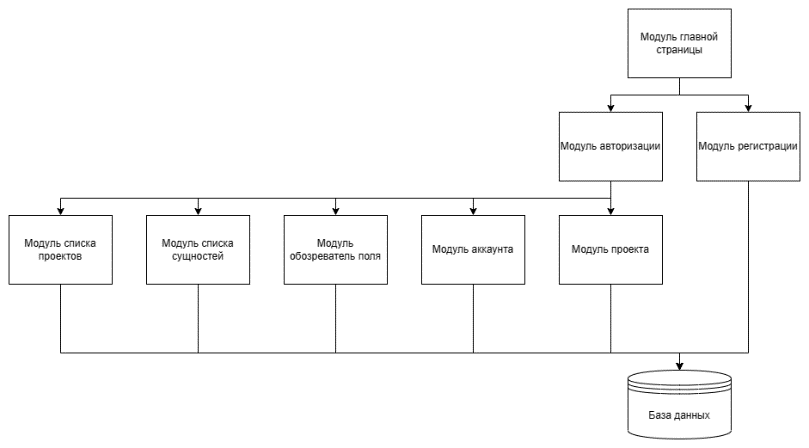 Модуль главной
страницы
Модуль авторизации
Модуль регистрации
Модуль списка
проектов
Модуль списка
сущностей
Модуль
обозреватель поля
Модуль аккаунта
Модуль проекта
База данных